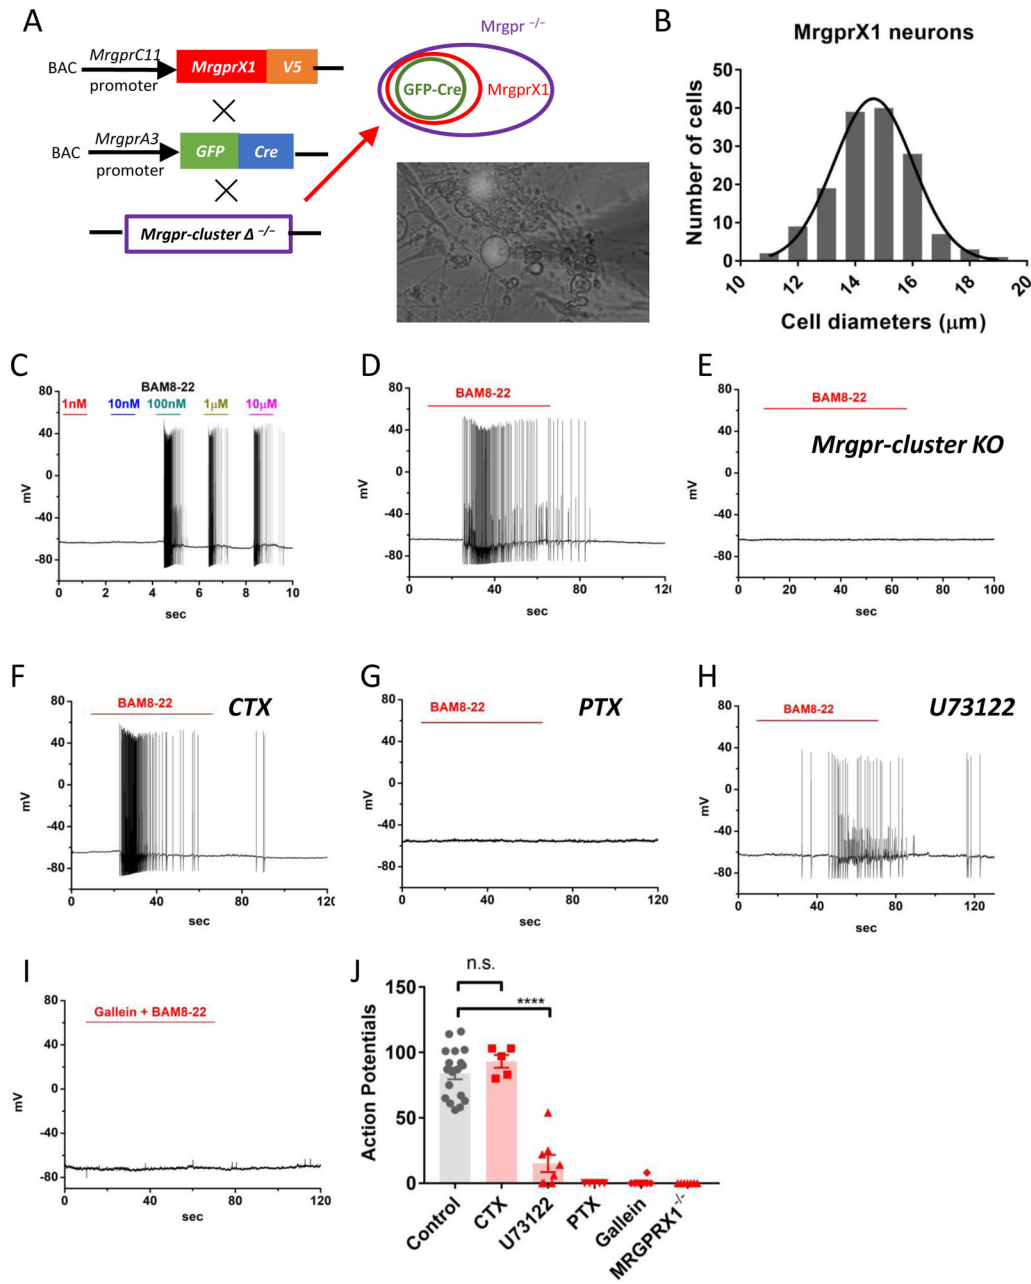 A
BAC
MrgprC11
promoter
MrgprX1
V5
BAC
MrgprA3
promoter
GFP
Cre
Mrgpr-cluster Δ −/−
Mrgpr −/−
GFP-Cre
MrgprX1
B
MrgprX1 neurons
Number of cells
50
40
30
20
10
0
10
12
14
16
18
20
Cell diameters (μm)
C
BAM8-22
1nM
10nM
100nM
1μM
10μM
mV
80
40
0
-40
-80
0
2
4
6
8
10
sec
D
BAM8-22
mV
80
40
0
-40
-80
0
40
80
120
sec
E
BAM8-22
Mrgpr-cluster KO
mV
80
40
0
-40
-80
0
20
40
60
80
100
sec
F
BAM8-22
CTX
mV
80
40
0
-40
-80
0
40
80
120
sec
G
BAM8-22
PTX
mV
80
40
0
-40
-80
0
40
80
120
sec
H
BAM8-22
U73122
mV
80
40
0
-40
-80
0
40
80
120
sec
I
Gallein + BAM8-22
mV
80
40
0
-40
-80
0
40
80
120
sec
J
n.s.
****
Action Potentials
150
100
50
0
Control
CTX
U73122
PTX
Gallein
MRGPRX1-/-